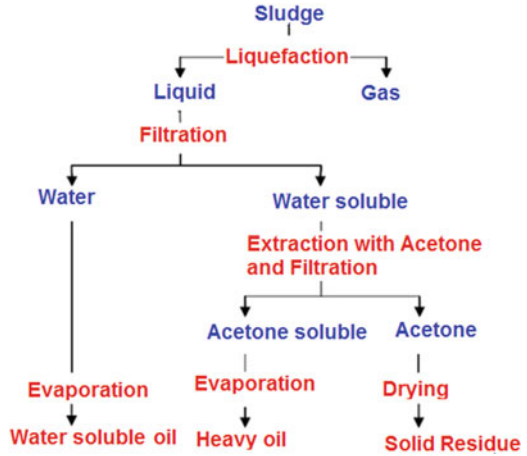 Sludge
Liquefaction
Liquid
Gas
Filtration
Water
Water soluble
Extraction with Acetone
and Filtration
Acetone soluble
Acetone
Evaporation
Evaporation
Drying
Water soluble oil
Heavy oil
Solid Residue